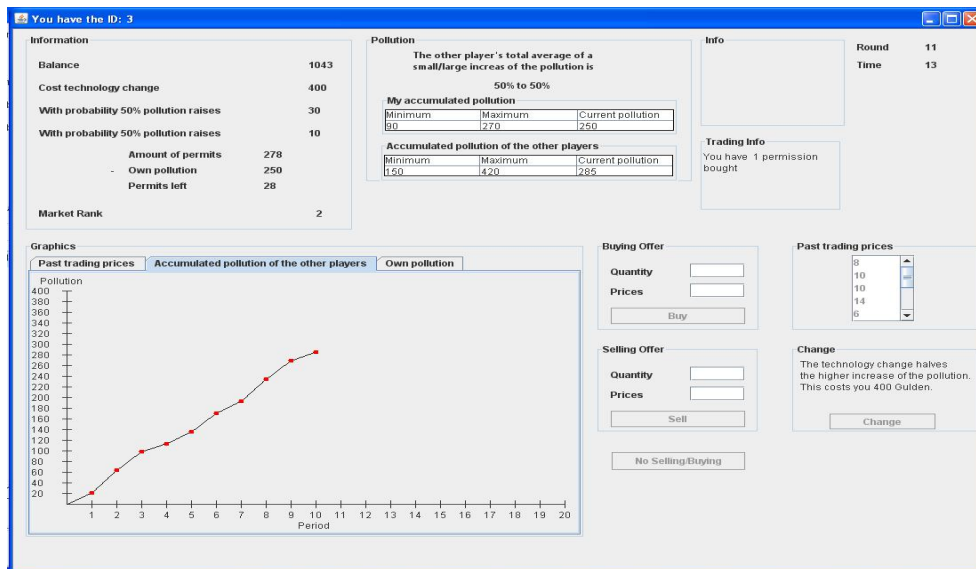 You have the ID: 3
Information
Balance 1043
Cost technology change 400
With probability 50% pollution raises 30
With probability 50% pollution raises 10
Amount of permits 278
- Own pollution 250
Permits left 28
Market Rank 2
Pollution
The other player's total average of a
small/large increas of the pollution is
50% to 50%
My accumulated pollution
Minimum Maximum Current pollution
90 270 250
Accumulated pollution of the other players
Minimum Maximum Current pollution
150 420 285
Info
Trading Info
You have 1 permission
bought
Round 11
Time 13
Graphics
Past trading prices Accumulated pollution of the other players Own pollution
Pollution
400
380
360
340
320
300
280
260
240
220
200
180
160
140
120
100
80
60
40
20
1 2 3 4 5 6 7 8 9 10 11 12 13 14 15 16 17 18 19 20
Period
Buying Offer
Quantity
Prices
Buy
Selling Offer
Quantity
Prices
Sell
No Selling/Buying
Past trading prices
8
10
10
14
6
Change
The technology change halves
the higher increase of the pollution.
This costs you 400 Gulden.
Change